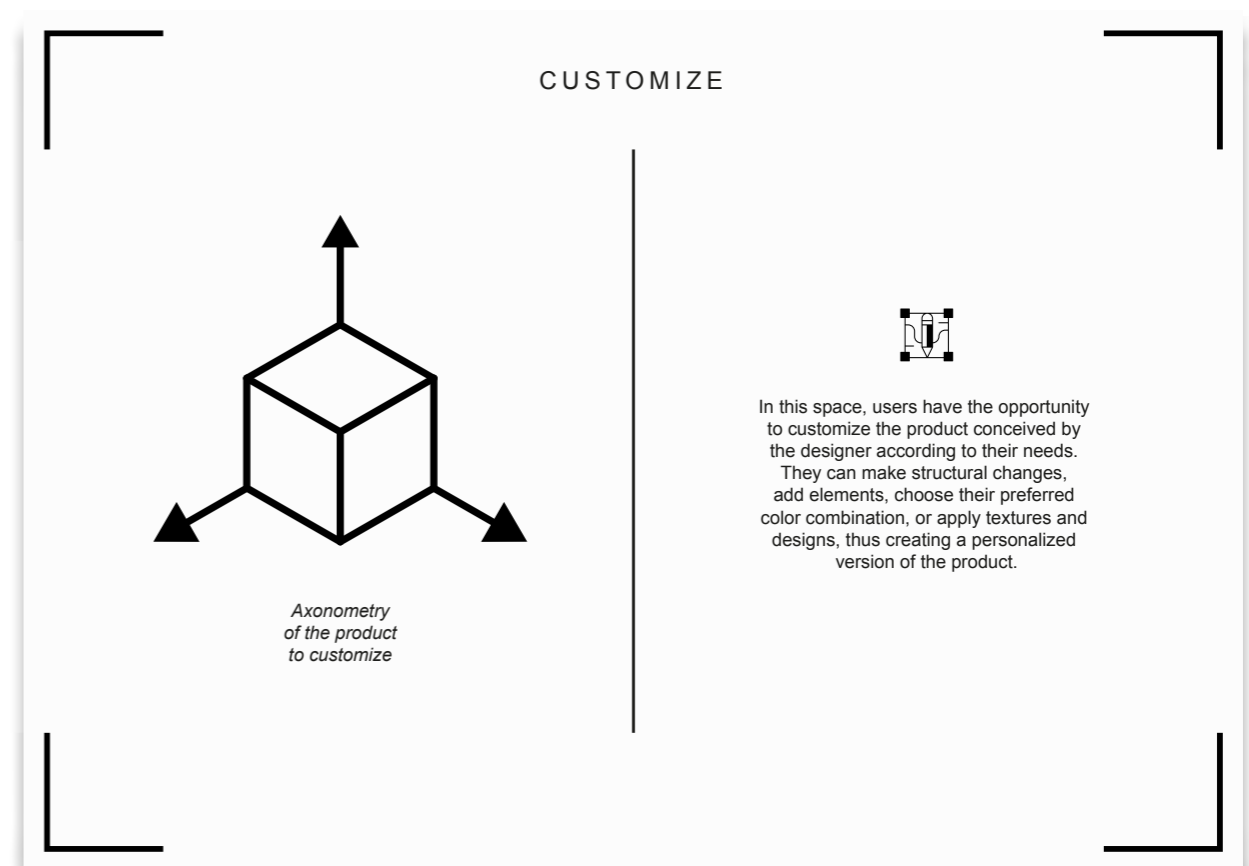 CUSTOMIZE
Axonometry
of the product
to customize
In this space, users have the opportunity
to customize the product conceived by
the designer according to their needs.
They can make structural changes,
add elements, choose their preferred
color combination, or apply textures and
designs, thus creating a personalized
version of the product.